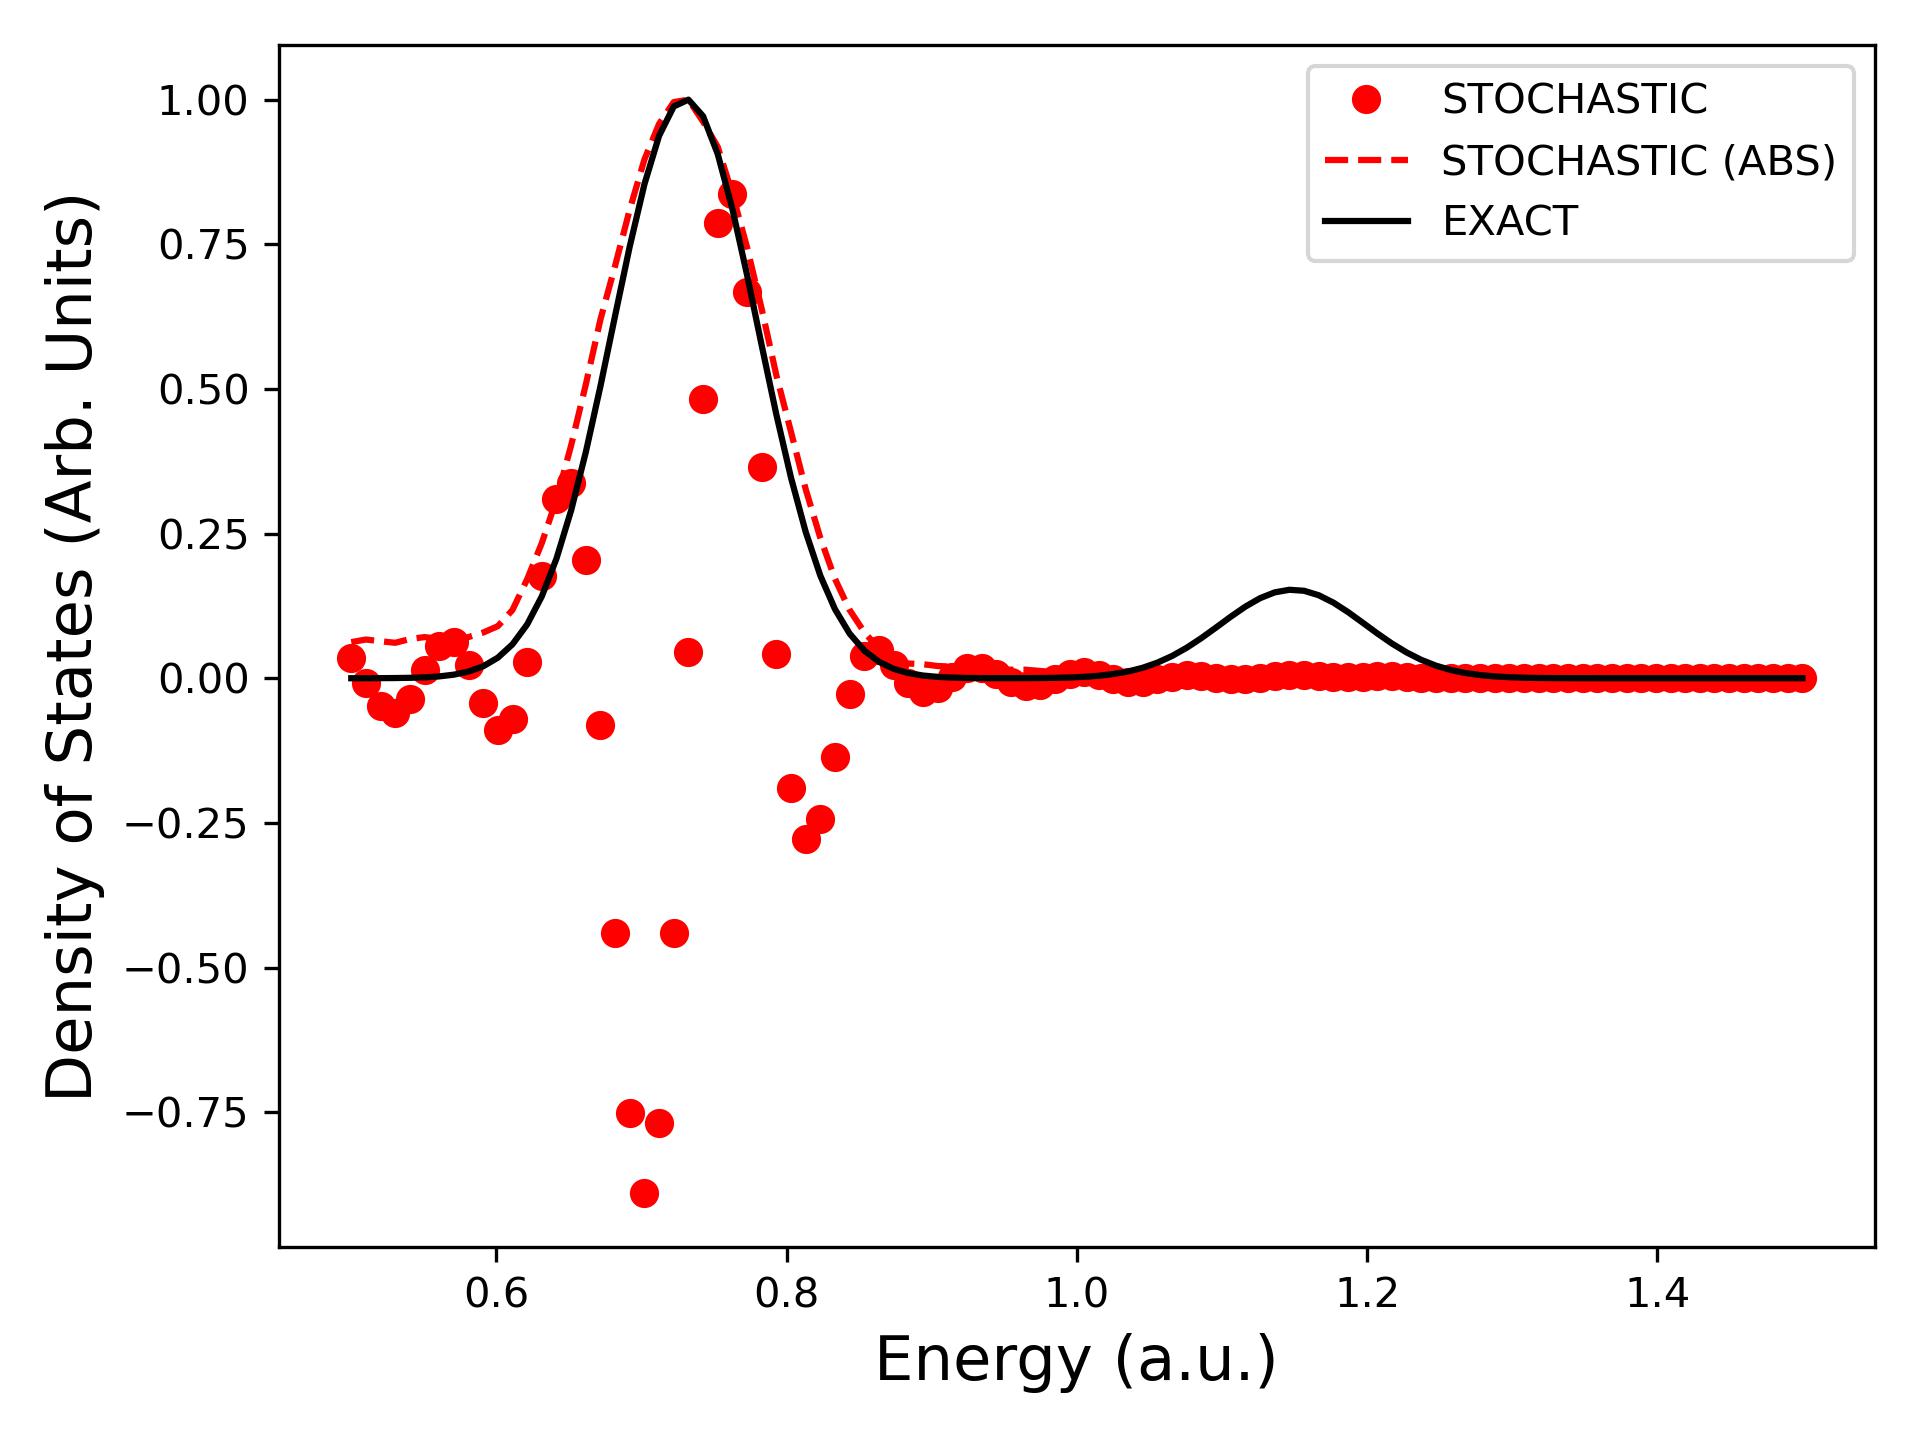 STOCHASTIC
STOCHASTIC (ABS)
EXACT
Density of States (Arb. Units)
1.00
0.75
0.50
0.25
0.00
−0.25
−0.50
−0.75
0.6 0.8 1.0 1.2 1.4
Energy (a.u.)